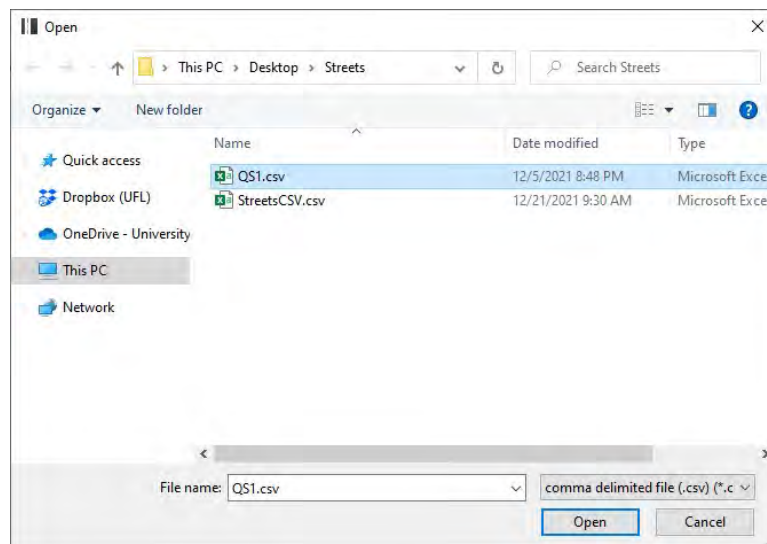 Open
This PC > Desktop > Streets
Search Streets
Organize
New folder
Name
Date modified
Type
Quick access
QS1.csv
12/5/2021 8:48 PM
Microsoft Exce
Dropbox (UFL)
StreetsCSV.csv
12/21/2021 9:30 AM
Microsoft Exce
OneDrive - University
This PC
Network
File name:
QS1.csv
comma delimited file (.csv) (*.c
Open
Cancel